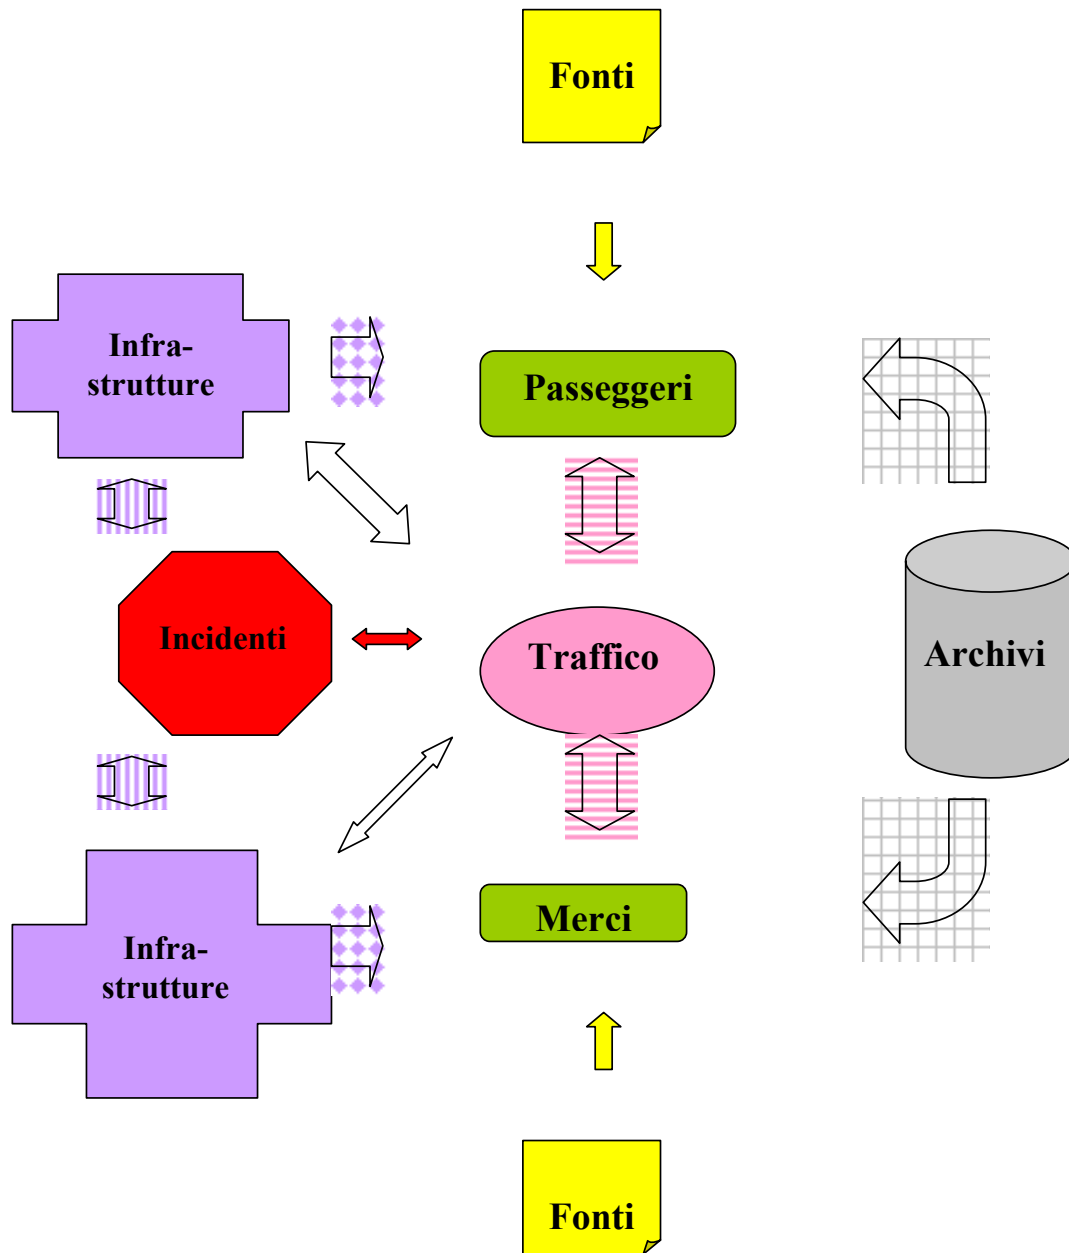 Fonti
Infra-
strutture
Passeggeri
Incidenti
Traffico
Archivi
Merci
Infra-
strutture
Fonti